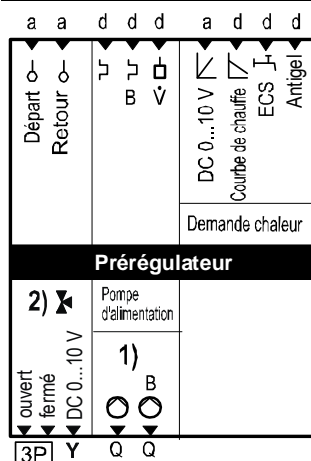 a a d d d a d d d
Départ
Retour
B V̇
DC 0...10 V
Courbe de chauffe
ECS
Antigel
Demande chaleur
Prérégulateur
2)
Pompe
d'alimentation
1)
B
ouvert
fermé
DC 0...10 V
3P Y Q Q